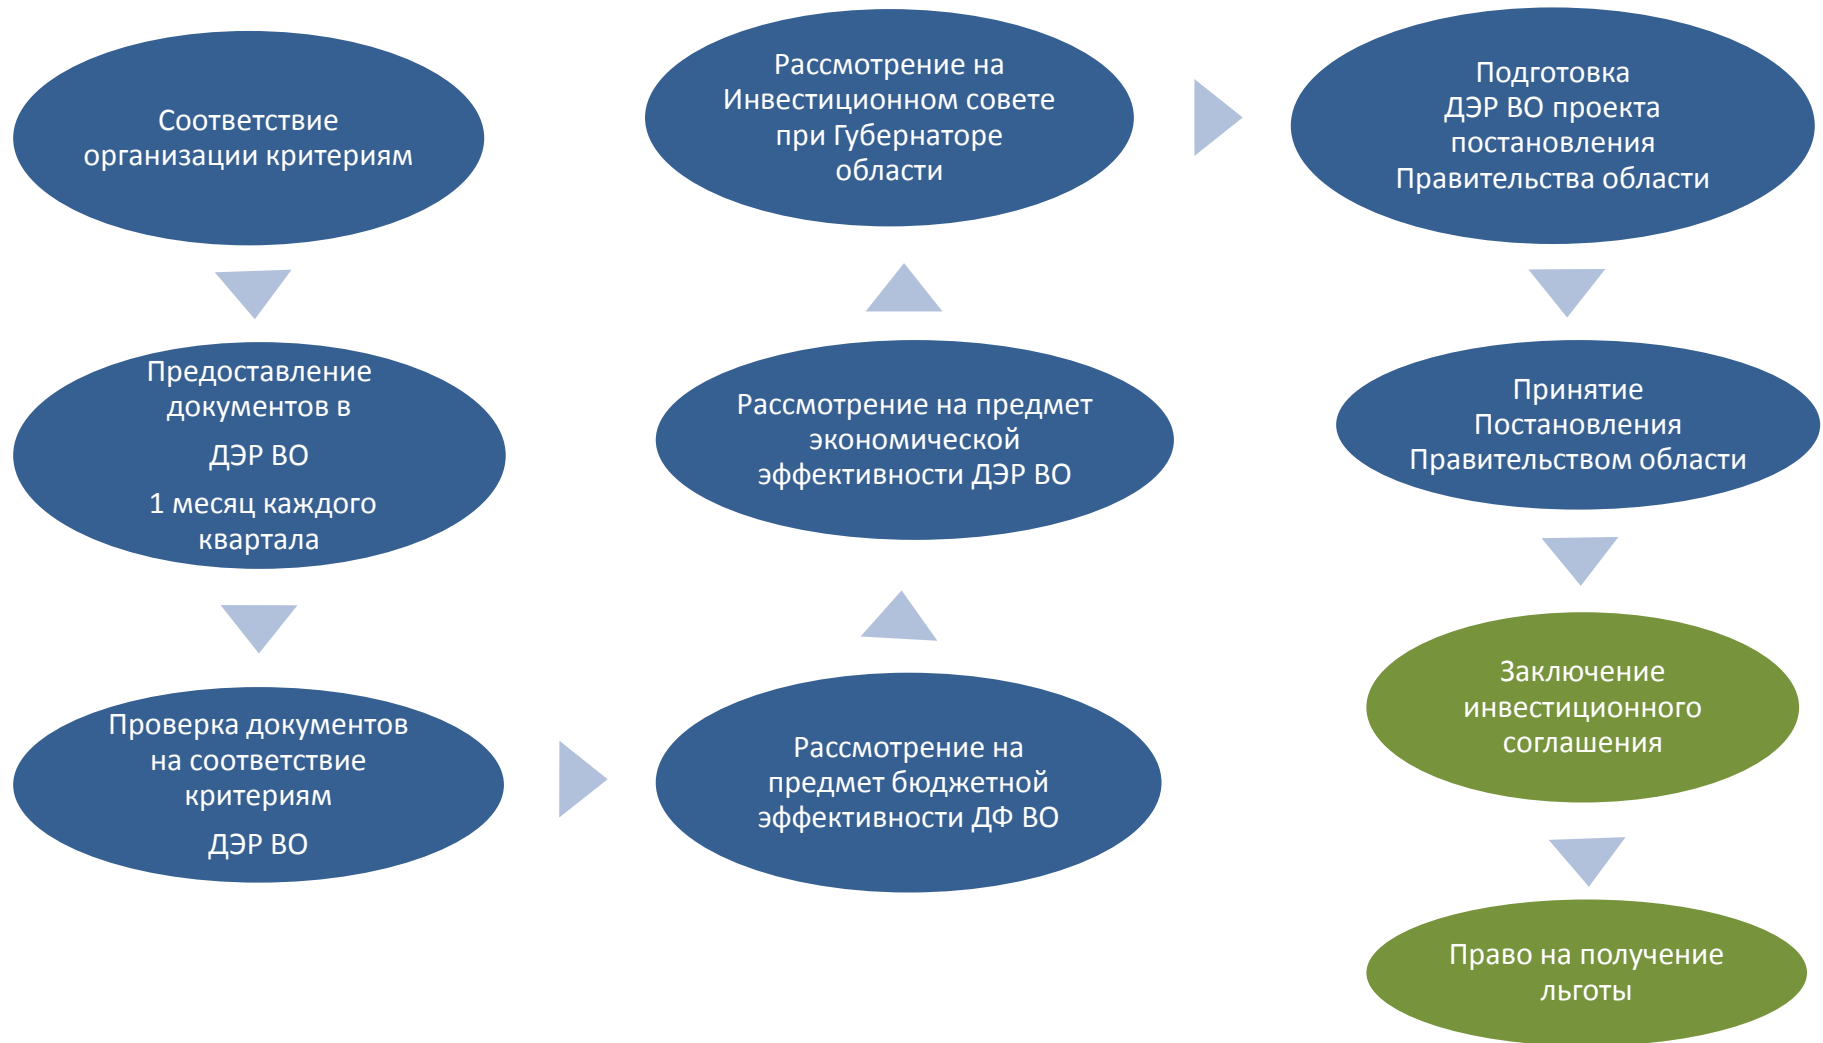 Соответствие
организации критериям
Предоставление
документов в
ДЭР ВО
1 месяц каждого
квартала
Проверка документов
на соответствие
критериям
ДЭР ВО
Рассмотрение на
предмет бюджетной
эффективности ДФ ВО
Рассмотрение на предмет
экономической
эффективности ДЭР ВО
Рассмотрение на
Инвестиционном совете
при Губернаторе
области
Подготовка
ДЭР ВО проекта
постановления
Правительства области
Принятие
Постановления
Правительством области
Заключение
инвестиционного
соглашения
Право на получение
льготы